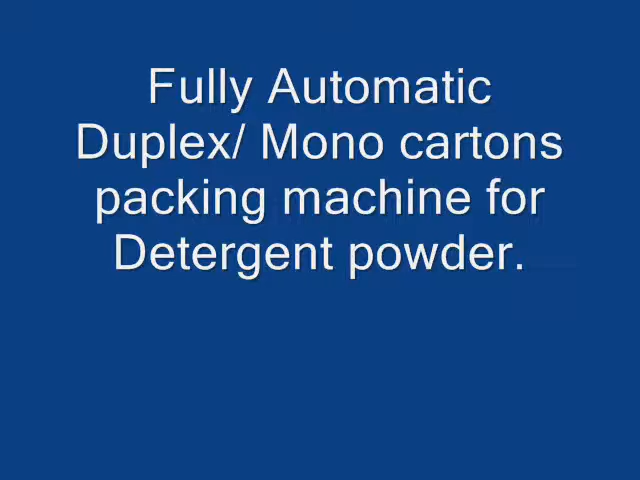 Fully Automatic
Duplex/ Mono cartons
packing machine for
Detergent powder.